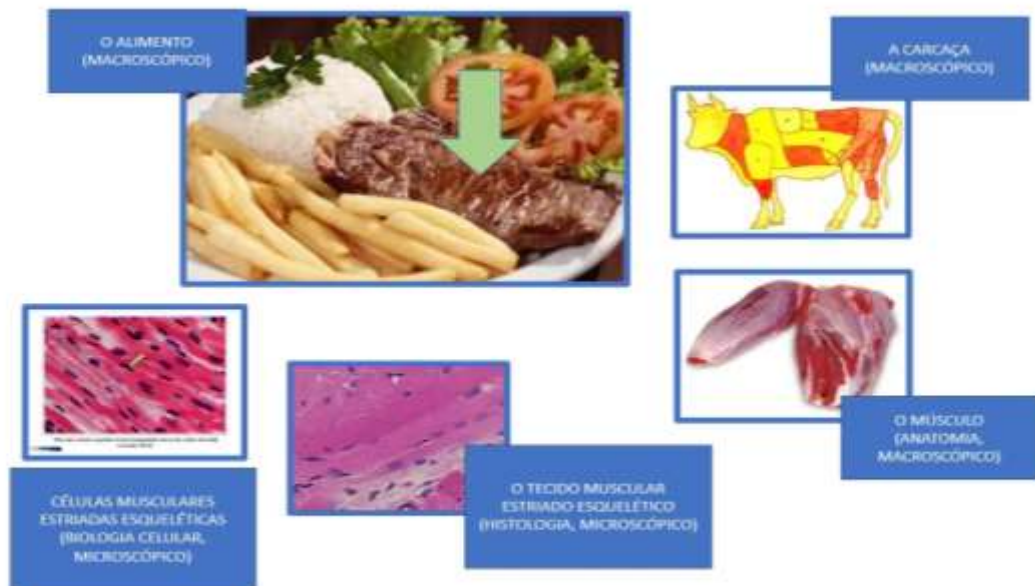 O ALIMENTO
(MACROSCÓPICO)
A CARCAÇA
(MACROSCÓPICO)
O MÚSCULO
(ANATOMIA,
MACROSCÓPICO)
O TECIDO MUSCULAR
ESTRIADO ESQUELÉTICO
(HISTOLOGIA, MICROSCÓPICO)
CÉLULAS MUSCULARES
ESTRIADAS ESQUELÉTICAS
(BIOLOGIA CELULAR,
MICROSCÓPICO)